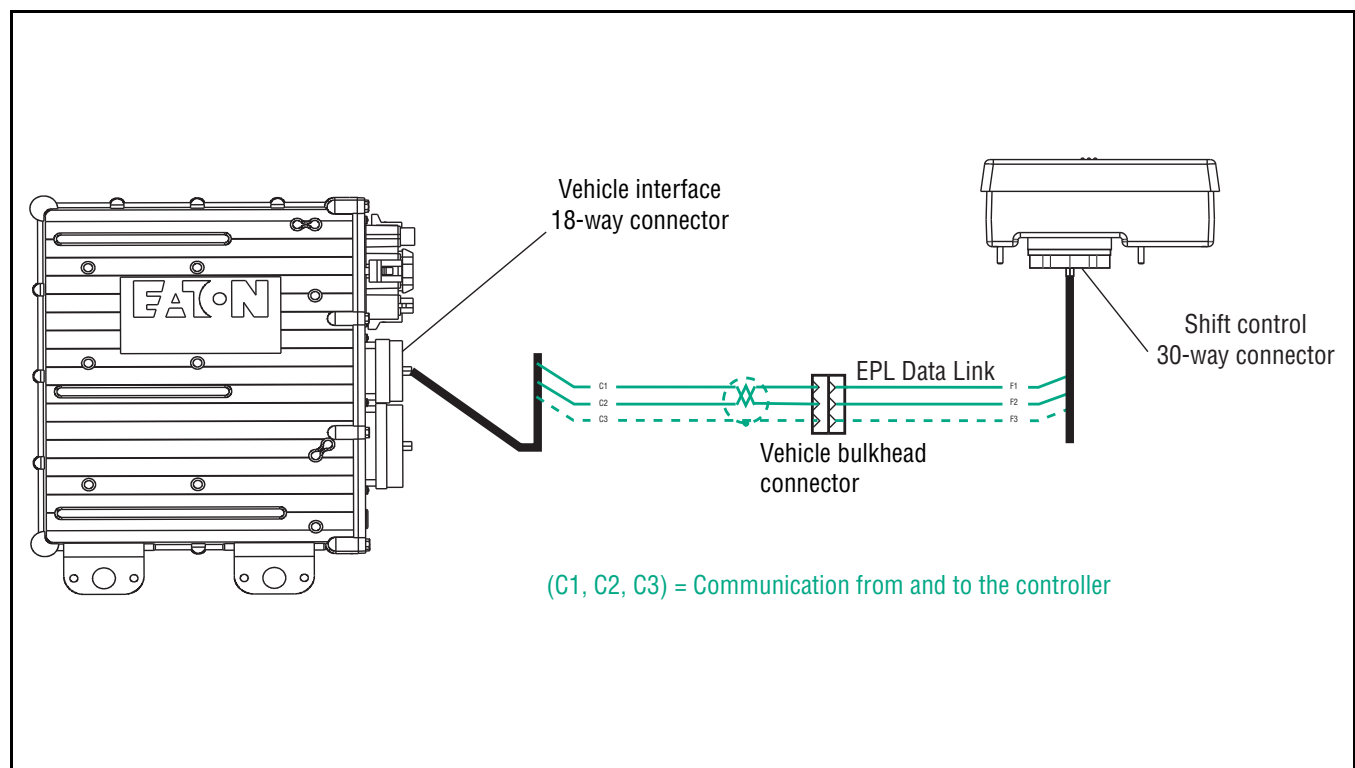 Vehicle interface
18-way connector
EATON
Shift control
30-way connector
EPL Data Link
C1
F1
C2
F2
C3
F3
Vehicle bulkhead
connector
(C1, C2, C3) = Communication from and to the controller